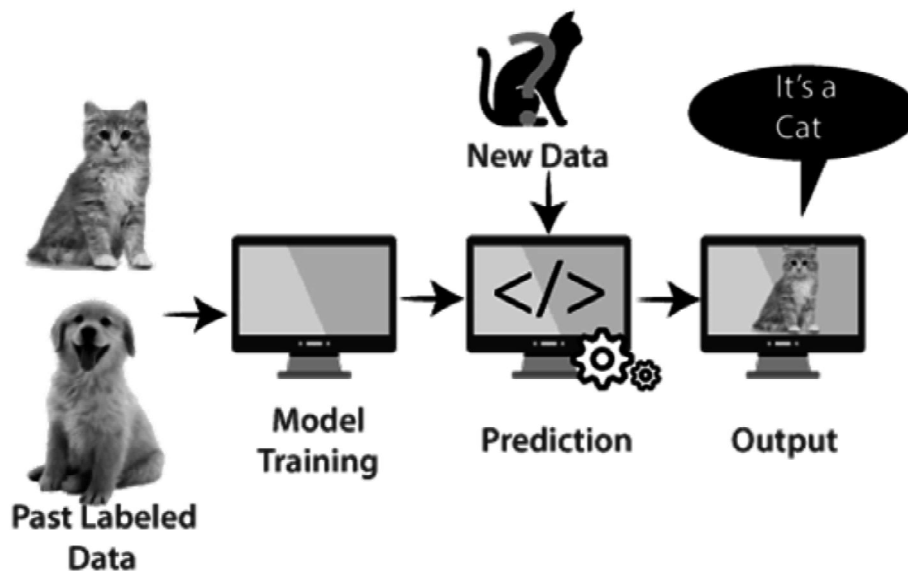 ?
New Data
It's a
Cat
</>
Model
Training
Prediction
Output
Past Labeled
Data